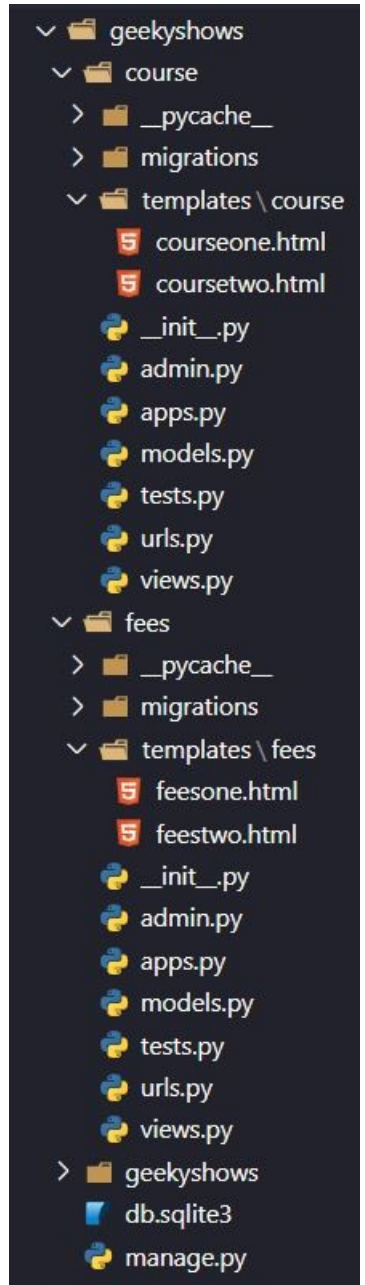 geekyshows
course
__pycache__
migrations
templates\course
courseone.html
coursetwo.html
__init__.py
admin.py
apps.py
models.py
tests.py
urls.py
views.py
fees
__pycache__
migrations
templates\fees
feesone.html
feestwo.html
__init__.py
admin.py
apps.py
models.py
tests.py
urls.py
views.py
geekyshows
db.sqlite3
manage.py